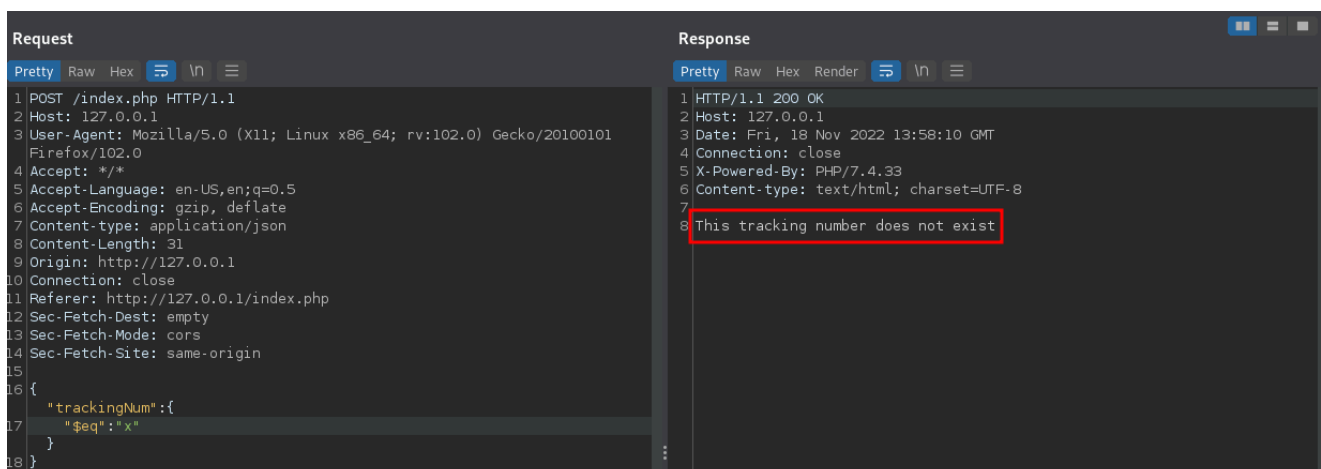 Request
Pretty Raw Hex \n
1 POST /index.php HTTP/1.1
2 Host: 127.0.0.1
3 User-Agent: Mozilla/5.0 (X11; Linux x86_64; rv:102.0) Gecko/20100101
Firefox/102.0
4 Accept: */*
5 Accept-Language: en-US,en;q=0.5
6 Accept-Encoding: gzip, deflate
7 Content-type: application/json
8 Content-Length: 31
9 Origin: http://127.0.0.1
10 Connection: close
11 Referer: http://127.0.0.1/index.php
12 Sec-Fetch-Dest: empty
13 Sec-Fetch-Mode: cors
14 Sec-Fetch-Site: same-origin
15
16 {
"trackingNum":{
17 "$eq":"x"
}
18 }
Response
Pretty Raw Hex Render \n
1 HTTP/1.1 200 OK
2 Host: 127.0.0.1
3 Date: Fri, 18 Nov 2022 13:58:10 GMT
4 Connection: close
5 X-Powered-By: PHP/7.4.33
6 Content-type: text/html; charset=UTF-8
7
8 This tracking number does not exist